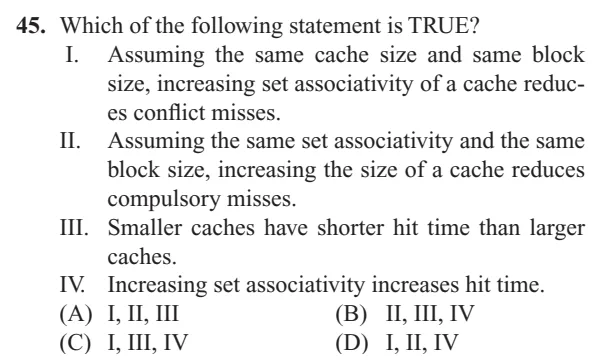 45. Which of the following statement is TRUE?
I. Assuming the same cache size and same block
size, increasing set associativity of a cache reduc-
es conflict misses.
II. Assuming the same set associativity and the same
block size, increasing the size of a cache reduces
compulsory misses.
III. Smaller caches have shorter hit time than larger
caches.
IV. Increasing set associativity increases hit time.
(A) I, II, III (B) II, III, IV
(C) I, III, IV (D) I, II, IV